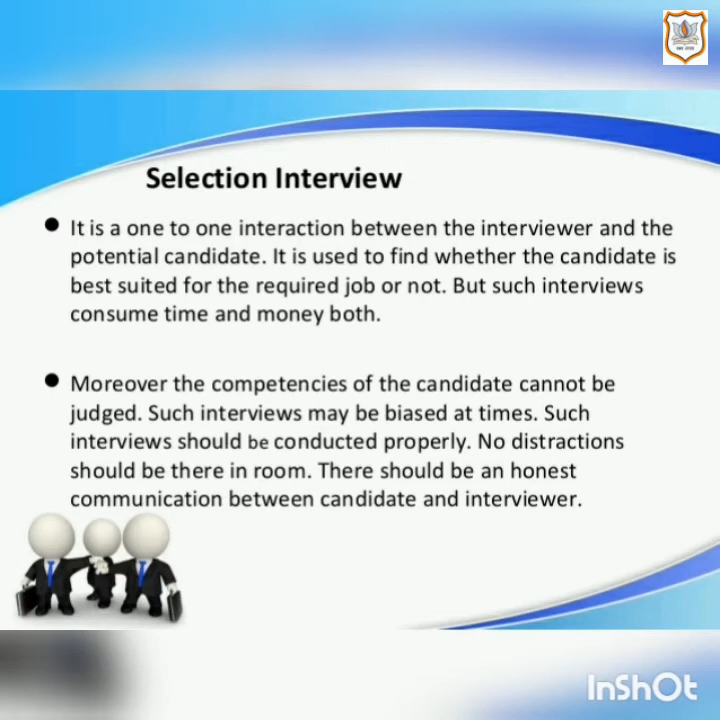 Selection Interview
● It is a one to one interaction between the interviewer and the
potential candidate. It is used to find whether the candidate is
best suited for the required job or not. But such interviews
consume time and money both.
● Moreover the competencies of the candidate cannot be
judged. Such interviews may be biased at times. Such
interviews should be conducted properly. No distractions
should be there in room. There should be an honest
communication between candidate and interviewer.
InShOt